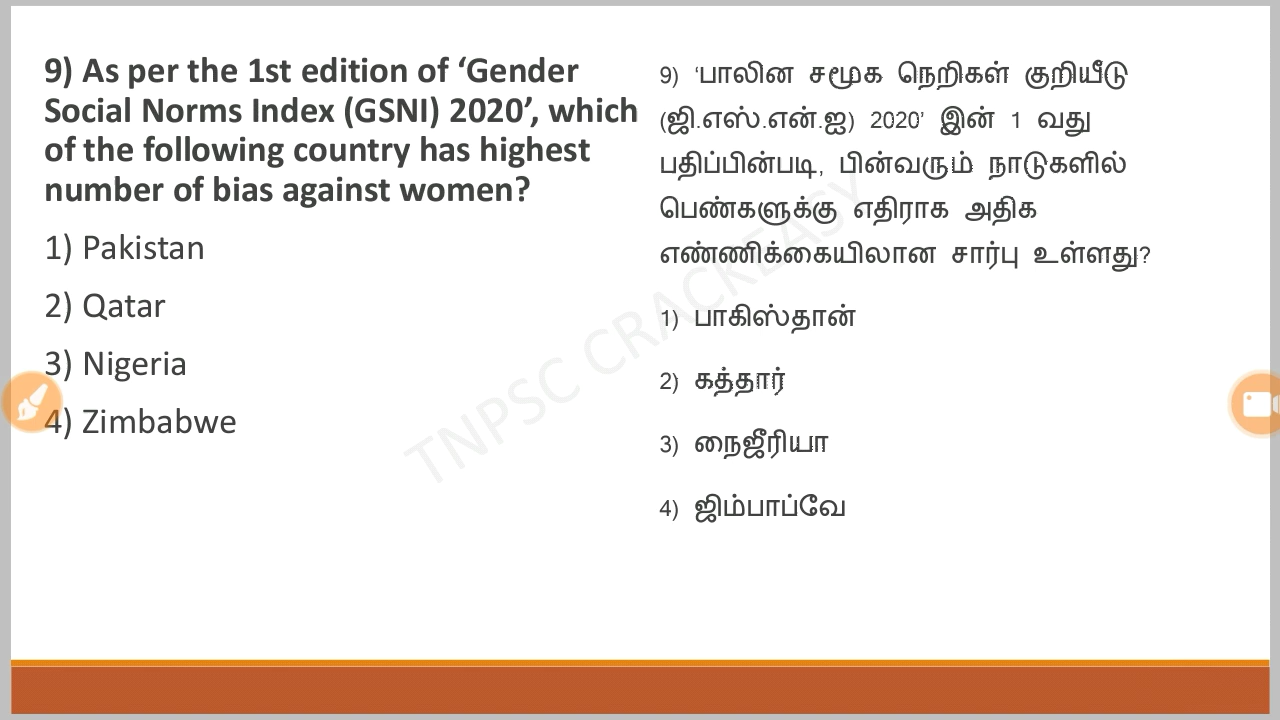 9) As per the 1st edition of ‘Gender
Social Norms Index (GSNI) 2020’, which
of the following country has highest
number of bias against women?
1) Pakistan
2) Qatar
3) Nigeria
4) Zimbabwe
9) ‘பாலின சமூக நெறிகள் குறியீடு
(ஜி.எஸ்.என்.ஐ) 2020’ இன் 1 வது
பதிப்பின்படி, பின்வரும் நாடுகளில்
பெண்களுக்கு எதிராக அதிக
எண்ணிக்கையிலான சார்பு உள்ளது?
1) பாகிஸ்தான்
2) கத்தார்
3) நைஜீரியா
4) ஜிம்பாப்வே
TNPSC CRACKEASY